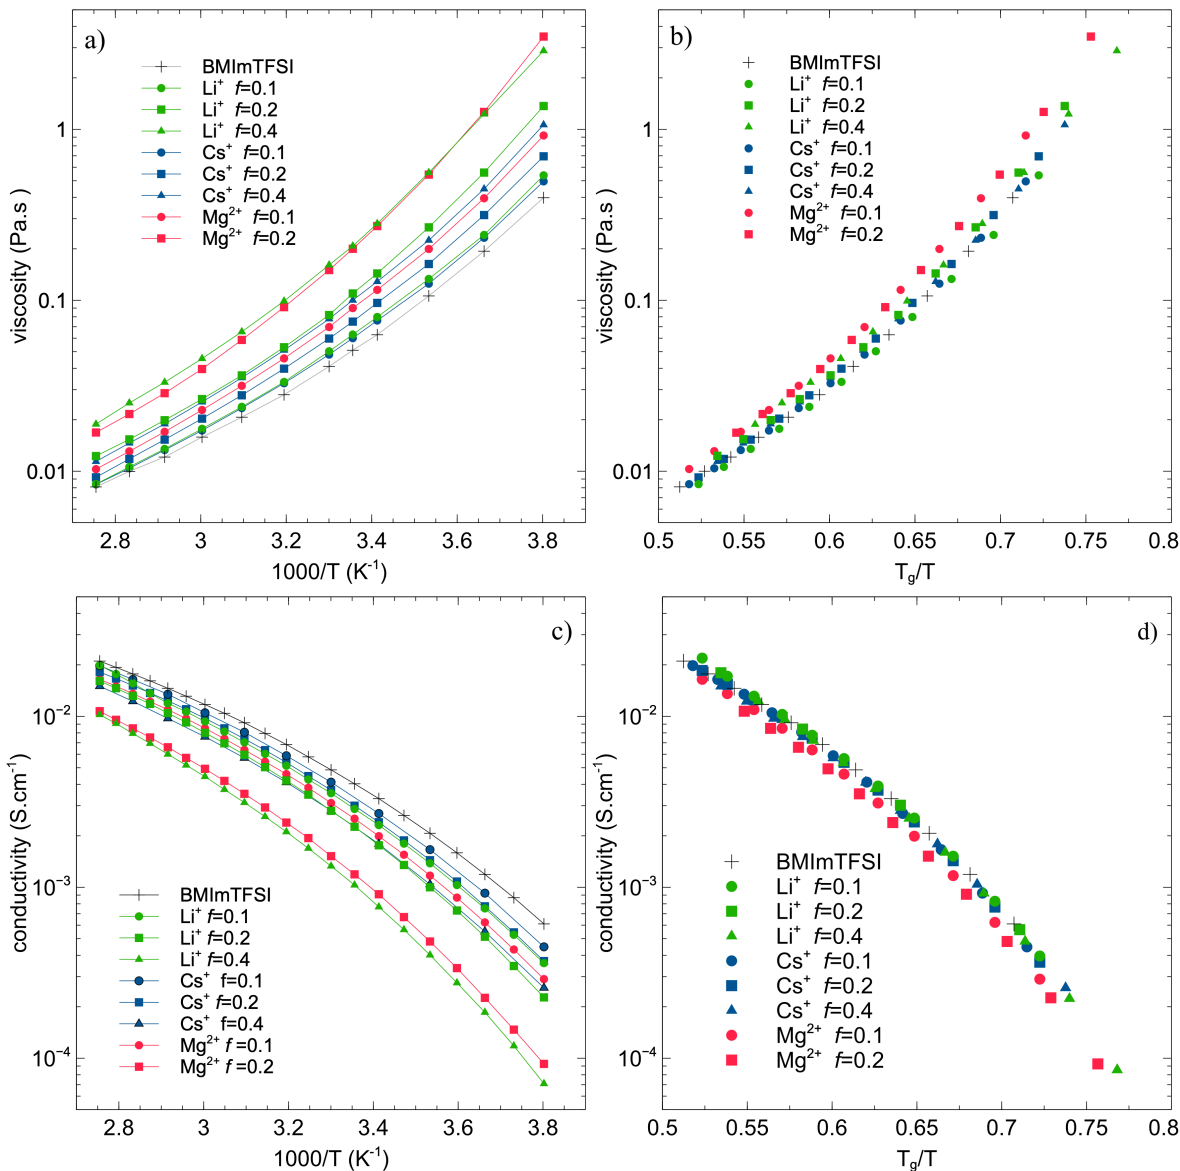 a)
BMImTFSI
Li⁺ f=0.1
Li⁺ f=0.2
Li⁺ f=0.4
Cs⁺ f=0.1
Cs⁺ f=0.2
Cs⁺ f=0.4
Mg²⁺ f=0.1
Mg²⁺ f=0.2
viscosity (Pa.s)
1
0.1
0.01
2.8 3 3.2 3.4 3.6 3.8
1000/T (K⁻¹)
b)
BMImTFSI
Li⁺ f=0.1
Li⁺ f=0.2
Li⁺ f=0.4
Cs⁺ f=0.1
Cs⁺ f=0.2
Cs⁺ f=0.4
Mg²⁺ f=0.1
Mg²⁺ f=0.2
viscosity (Pa.s)
1
0.1
0.01
0.5 0.55 0.6 0.65 0.7 0.75 0.8
T_g/T
c)
BMImTFSI
Li⁺ f=0.1
Li⁺ f=0.2
Li⁺ f=0.4
Cs⁺ f=0.1
Cs⁺ f=0.2
Cs⁺ f=0.4
Mg²⁺ f=0.1
Mg²⁺ f=0.2
conductivity (S.cm⁻¹)
10⁻²
10⁻³
10⁻⁴
2.8 3 3.2 3.4 3.6 3.8
1000/T (K⁻¹)
d)
BMImTFSI
Li⁺ f=0.1
Li⁺ f=0.2
Li⁺ f=0.4
Cs⁺ f=0.1
Cs⁺ f=0.2
Cs⁺ f=0.4
Mg²⁺ f=0.1
Mg²⁺ f=0.2
conductivity (S.cm⁻¹)
10⁻²
10⁻³
10⁻⁴
0.5 0.55 0.6 0.65 0.7 0.75 0.8
T_g/T